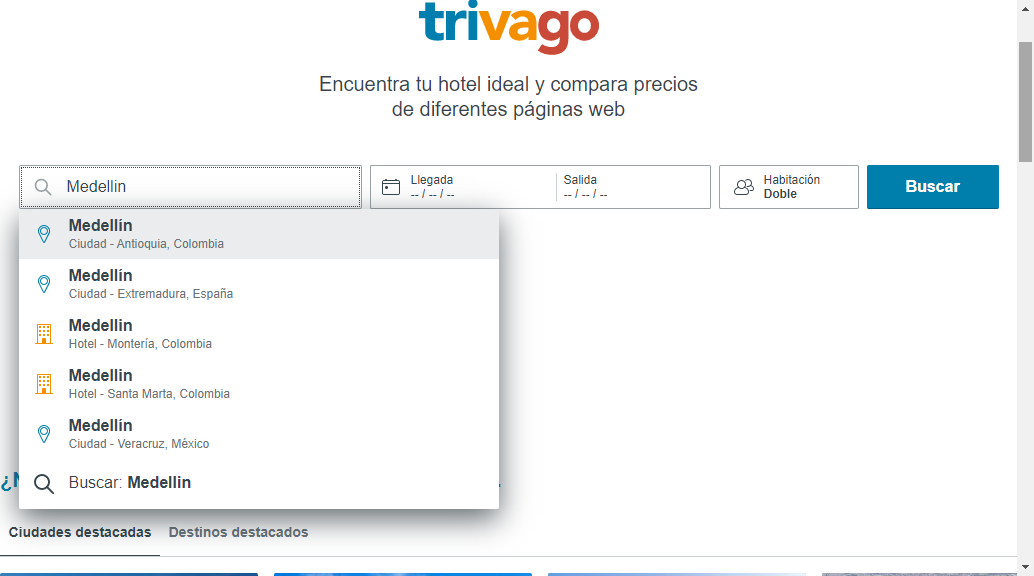 trivago
Encuentra tu hotel ideal y compara precios
de diferentes páginas web
Medellin
Llegada
-- / -- / --
Salida
-- / -- / --
Habitación
Doble
Buscar
Medellín
Ciudad - Antioquia, Colombia
Medellín
Ciudad - Extremadura, España
Medellin
Hotel - Montería, Colombia
Medellin
Hotel - Santa Marta, Colombia
Medellín
Ciudad - Veracruz, México
Buscar: Medellin
Ciudades destacadas
Destinos destacados